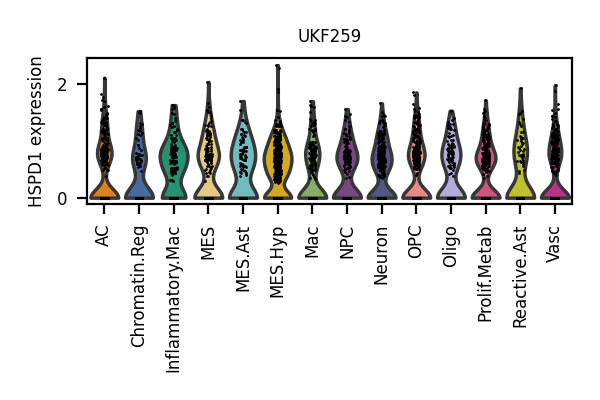 UKF259
HSPD1 expression
2
0
AC
Chromatin.Reg
Inflammatory.Mac
MES
MES.Ast
MES.Hyp
Mac
NPC
Neuron
OPC
Oligo
Prolif.Metab
Reactive.Ast
Vasc